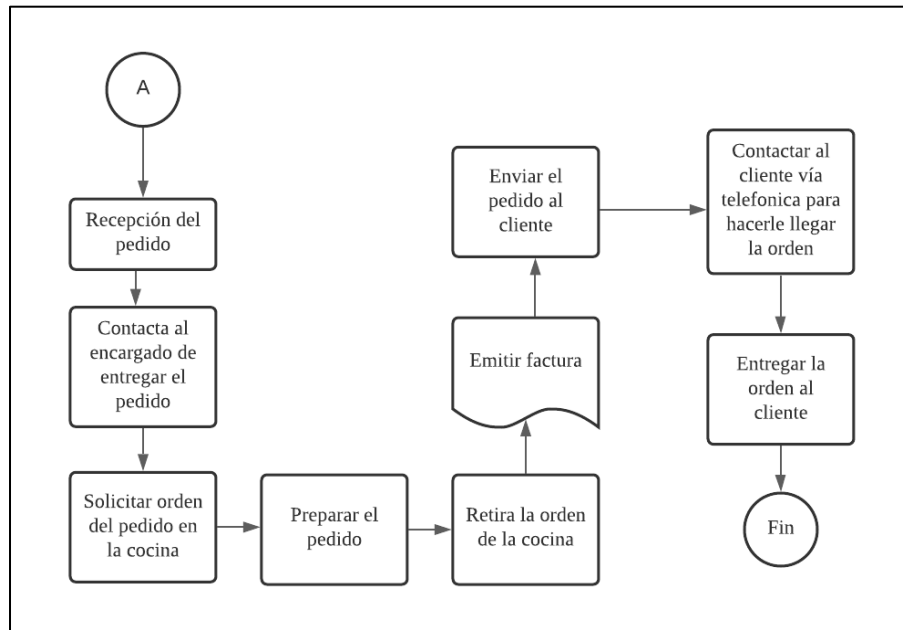 A
Recepción del
pedido
Contacta al
encargado de
entregar el
pedido
Solicitar orden
del pedido en
la cocina
Preparar el
pedido
Retira la orden
de la cocina
Emitir factura
Enviar el
pedido al
cliente
Contactar al
cliente vía
telefonica para
hacerle llegar
la orden
Entregar la
orden al
cliente
Fin